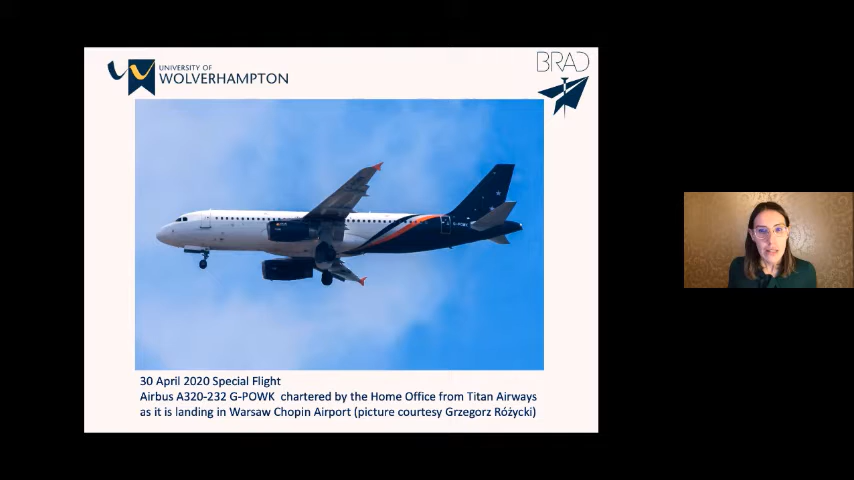 UNIVERSITY OF
WOLVERHAMPTON
BRAD
30 April 2020 Special Flight
Airbus A320-232 G-POWK chartered by the Home Office from Titan Airways
as it is landing in Warsaw Chopin Airport (picture courtesy Grzegorz Różycki)